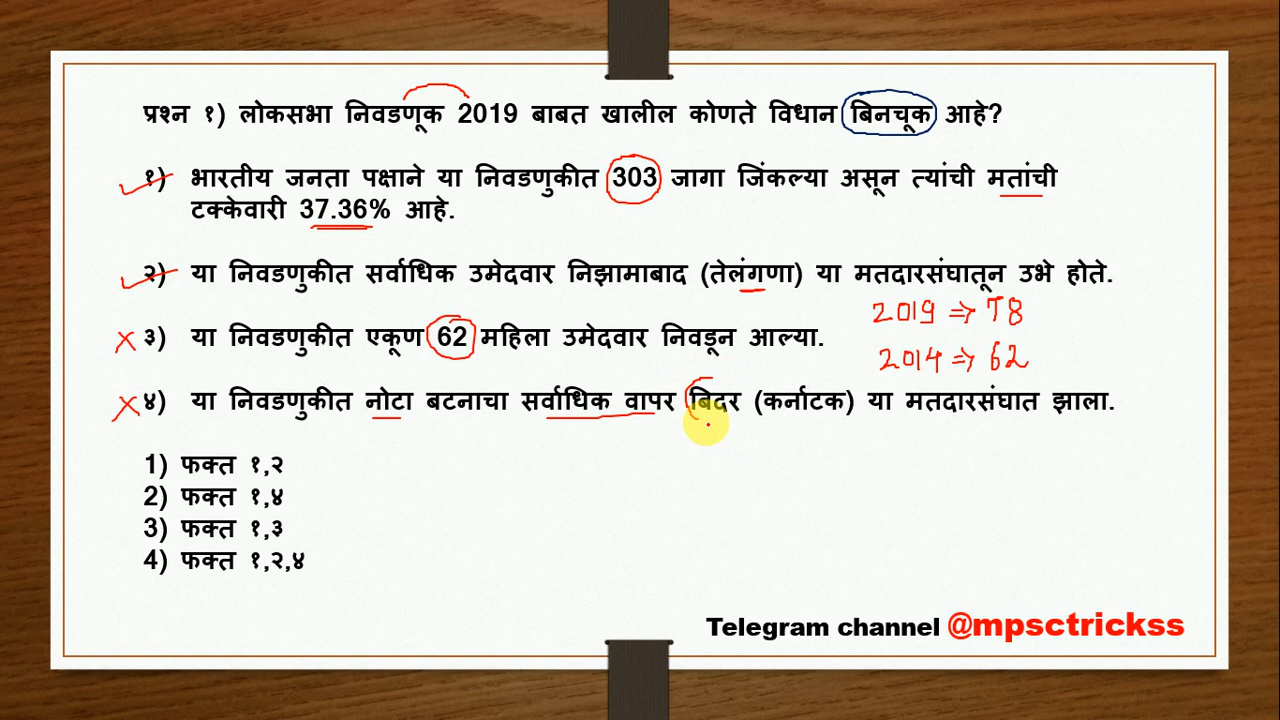 प्रश्न १) लोकसभा निवडणूक 2019 बाबत खालील कोणते विधान बिनचूक आहे?
१) भारतीय जनता पक्षाने या निवडणुकीत 303 जागा जिंकल्या असून त्यांची मतांची
टक्केवारी 37.36% आहे.
२) या निवडणुकीत सर्वाधिक उमेदवार निझामाबाद (तेलंगणा) या मतदारसंघातून उभे होते.
2019 => 78
३) या निवडणुकीत एकूण 62 महिला उमेदवार निवडून आल्या.
2014 => 62
४) या निवडणुकीत नोटा बटनाचा सर्वाधिक वापर बिदर (कर्नाटक) या मतदारसंघात झाला.
1) फक्त १,२
2) फक्त १,४
3) फक्त १,३
4) फक्त १,२,४
Telegram channel @mpsctrickss